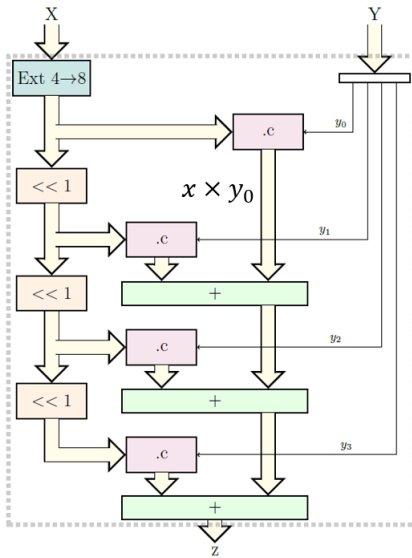 X Y
Ext 4→8
.c
y₀
<< 1
x × y₀
.c
y₁
<< 1
+
.c
y₂
<< 1
+
.c
y₃
+
z